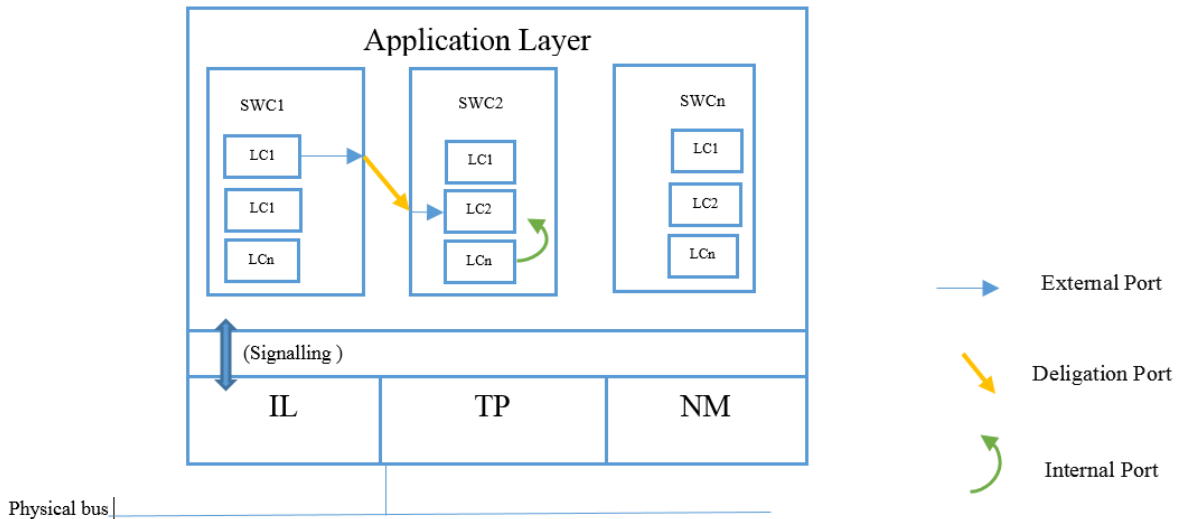 Application Layer
SWC1
SWC2
SWCn
LC1
LC1
LCn
LC1
LC2
LCn
LC1
LC2
LCn
External Port
Deligation Port
Internal Port
(Signalling )
IL
TP
NM
Physical bus